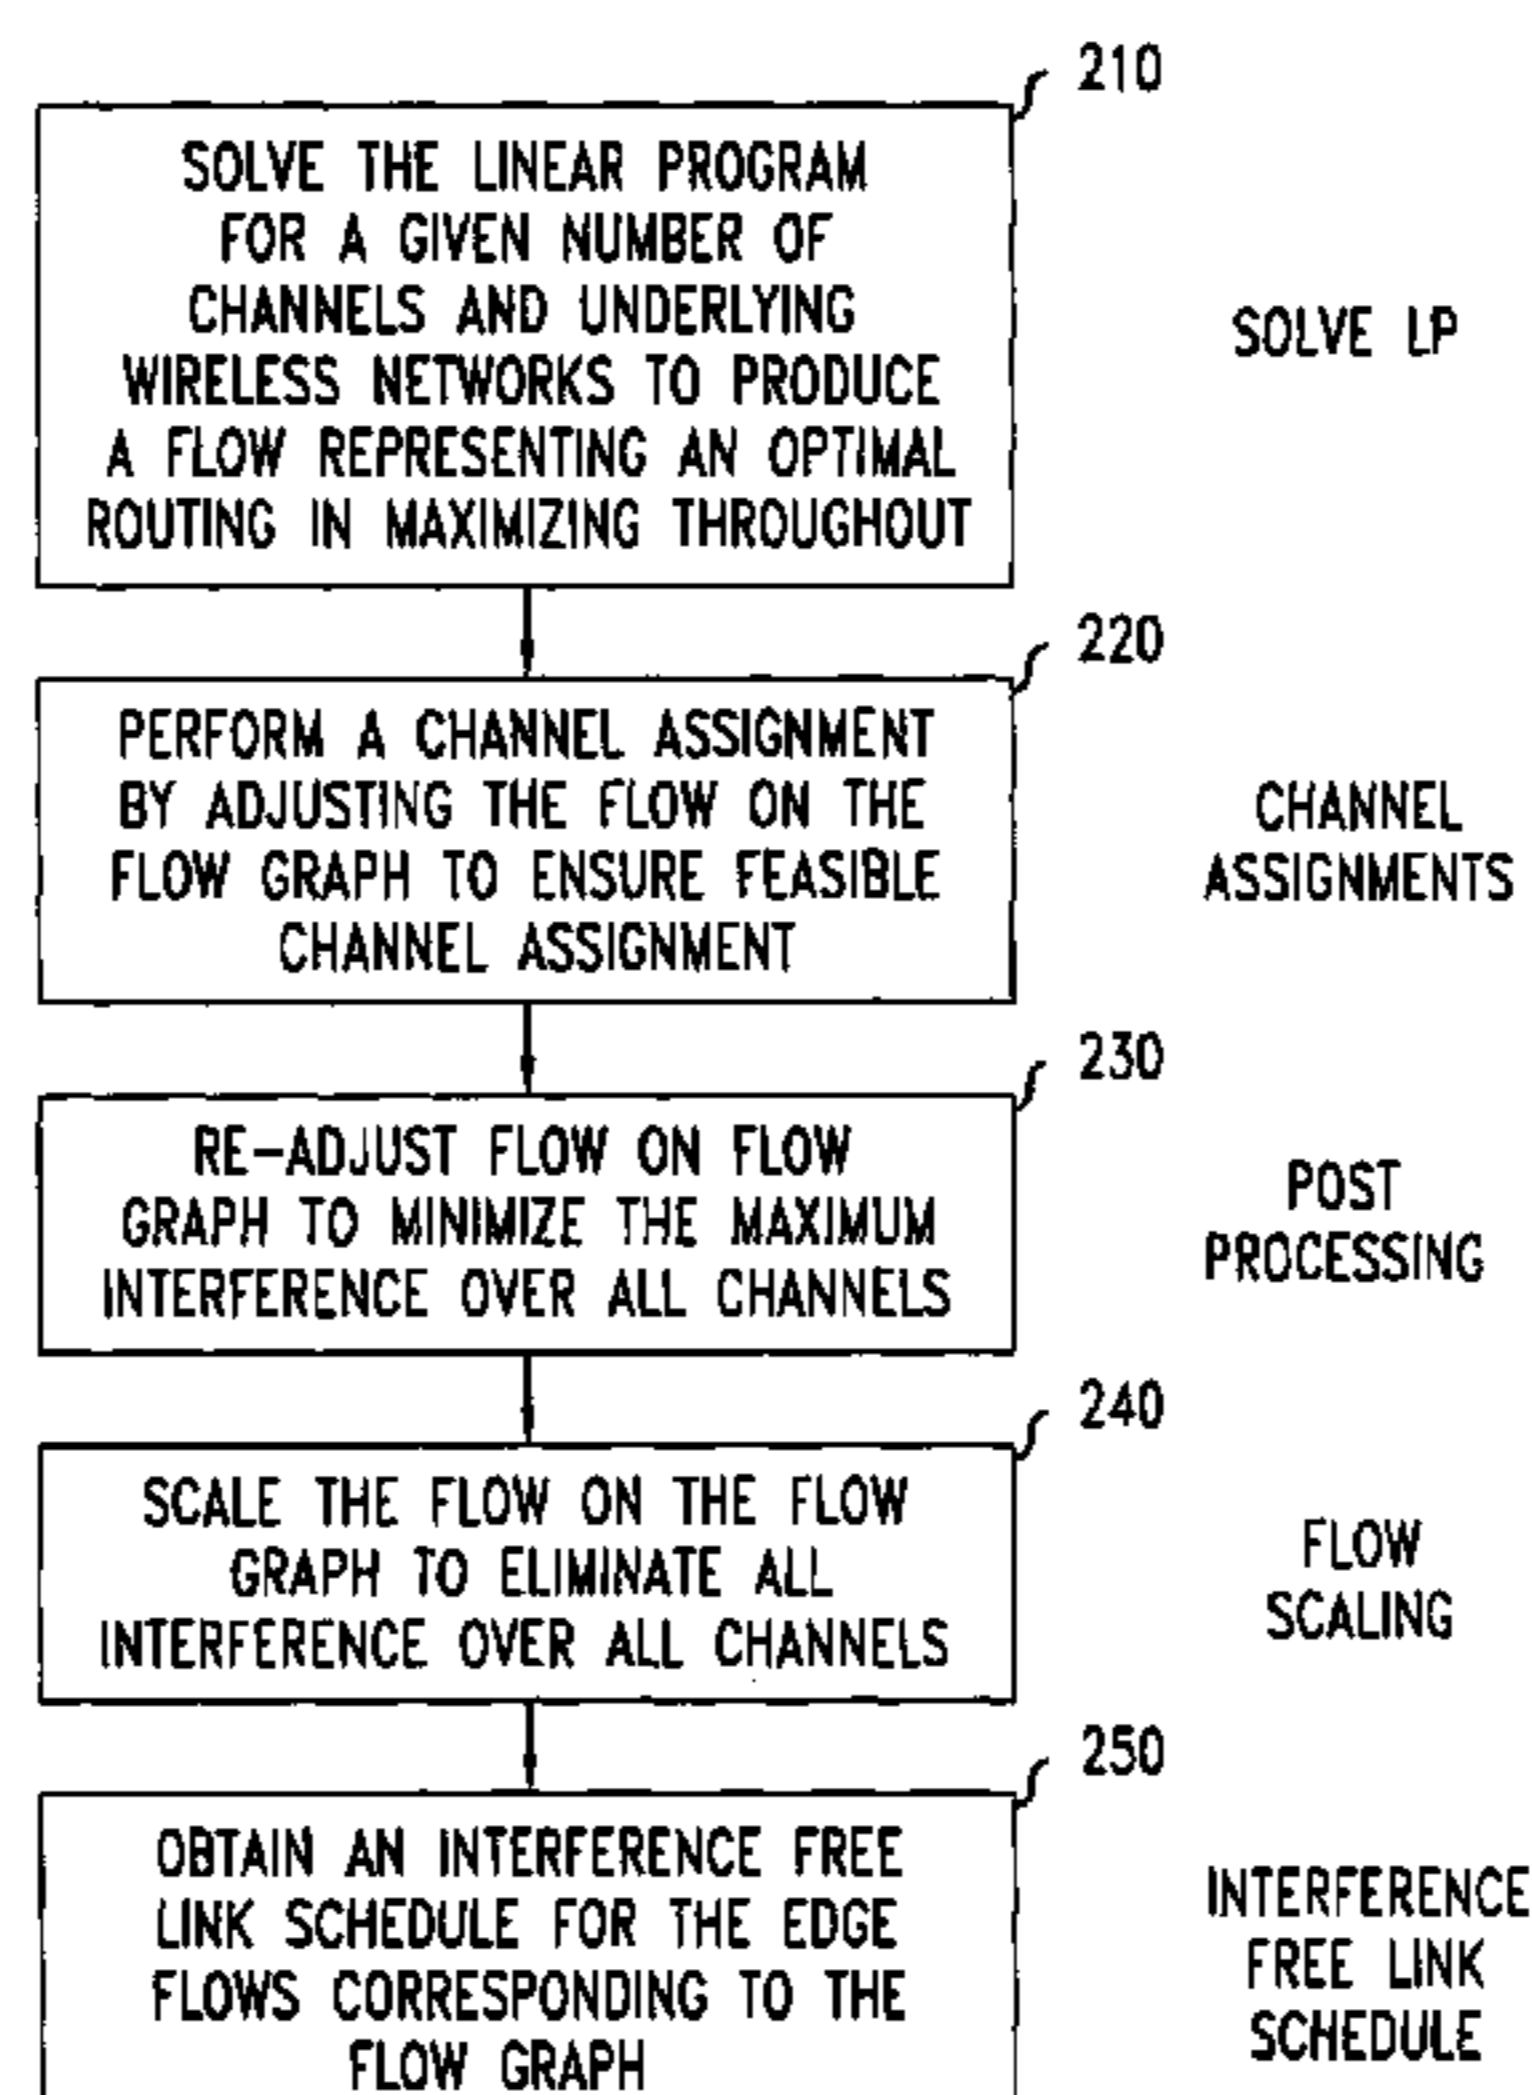 210
SOLVE THE LINEAR PROGRAM
FOR A GIVEN NUMBER OF
CHANNELS AND UNDERLYING
WIRELESS NETWORKS TO PRODUCE
A FLOW REPRESENTING AN OPTIMAL
ROUTING IN MAXIMIZING THROUGHOUT
SOLVE LP
220
PERFORM A CHANNEL ASSIGNMENT
BY ADJUSTING THE FLOW ON THE
FLOW GRAPH TO ENSURE FEASIBLE
CHANNEL ASSIGNMENT
CHANNEL
ASSIGNMENTS
230
RE-ADJUST FLOW ON FLOW
GRAPH TO MINIMIZE THE MAXIMUM
INTERFERENCE OVER ALL CHANNELS
POST
PROCESSING
240
SCALE THE FLOW ON THE FLOW
GRAPH TO ELIMINATE ALL
INTERFERENCE OVER ALL CHANNELS
FLOW
SCALING
250
OBTAIN AN INTERFERENCE FREE
LINK SCHEDULE FOR THE EDGE
FLOWS CORRESPONDING TO THE
FLOW GRAPH
INTERFERENCE
FREE LINK
SCHEDULE